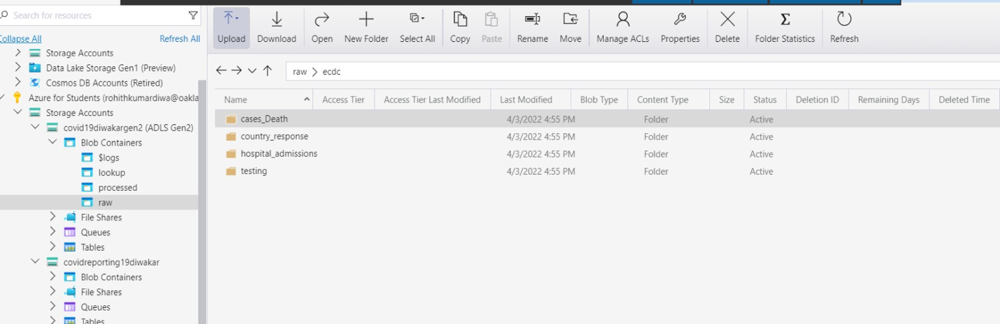 Search for resources
Collapse All Refresh All
Storage Accounts
Data Lake Storage Gen1 (Preview)
Cosmos DB Accounts (Retired)
Azure for Students (rohithkumardiwa@oakla
Storage Accounts
covid19diwakargen2 (ADLS Gen2)
Blob Containers
$logs
lookup
processed
raw
File Shares
Queues
Tables
covidreporting19diwakar
Blob Containers
File Shares
Queues
Tables
Upload Download Open New Folder Select All Copy Paste Rename Move Manage ACLs Properties Delete Folder Statistics Refresh
raw > ecdc
Name Access Tier Access Tier Last Modified Last Modified Blob Type Content Type Size Status Deletion ID Remaining Days Deleted Time
cases_Death 4/3/2022 4:55 PM Folder Active
country_response 4/3/2022 4:55 PM Folder Active
hospital_admissions 4/3/2022 4:55 PM Folder Active
testing 4/3/2022 4:55 PM Folder Active